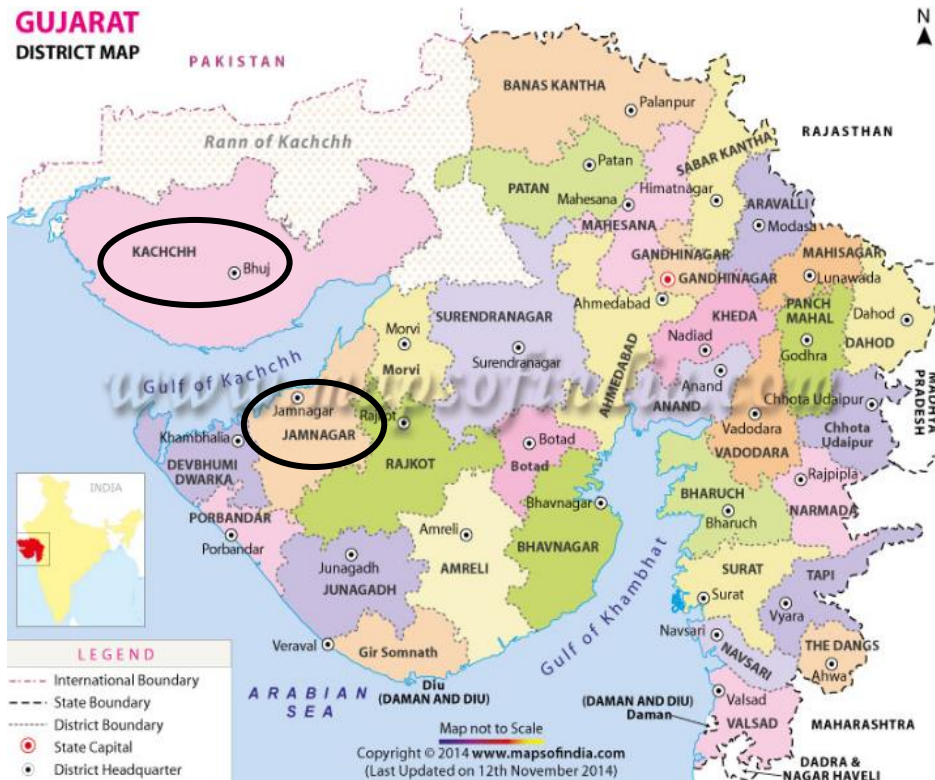 GUJARAT
DISTRICT MAP
N
PAKISTAN
BANAS KANTHA
Palanpur
Rann of Kachchh
RAJASTHAN
Patan
SABAR KANTHA
PATAN
Mahesana
Himatnagar
ARAVALLI
MAHESANA
Modasa
KACHCHH
Bhuj
GANDHINAGAR
GANDHINAGAR
MAHISAGAR
Lunawada
Ahmedabad
PANCH
MAHAL
Dahod
DAHOD
SURENDRANAGAR
KHEDA
Morvi
Nadiad
Godhra
Morvi
Surendranagar
AHMEDABAD
Gulf of Kachchh
www.mapsofindia.com
Anand
ANAND
MADHYA
PRADESH
Chhota Udaipur
Jamnagar
Rajkot
JAMNAGAR
Khambhalia
Botad
Botad
Vadodara
VADODARA
Chhota
Udaipur
DEVBHUMI
DWARKA
RAJKOT
Rajpipla
BHARUCH
Bharuch
NARMADA
PORBANDAR
Porbandar
Bhavnagar
BHAVNAGAR
Amreli
AMRELI
INDIA
Junagadh
JUNAGADH
SURAT
Surat
TAPI
Vyara
Gulf of Khambhat
Navsari
NAVSARI
THE DANGS
Ahwa
Veraval
Gir Somnath
LEGEND
International Boundary
State Boundary
District Boundary
State Capital
District Headquarter
ARABIAN
SEA
Diu
(DAMAN AND DIU)
(DAMAN AND DIU)
Daman
Valsad
VALSAD
MAHARASHTRA
DADRA &
NAGAR HAVELI
Map not to Scale
Copyright © 2014 www.mapsofindia.com
(Last Updated on 12th November 2014)